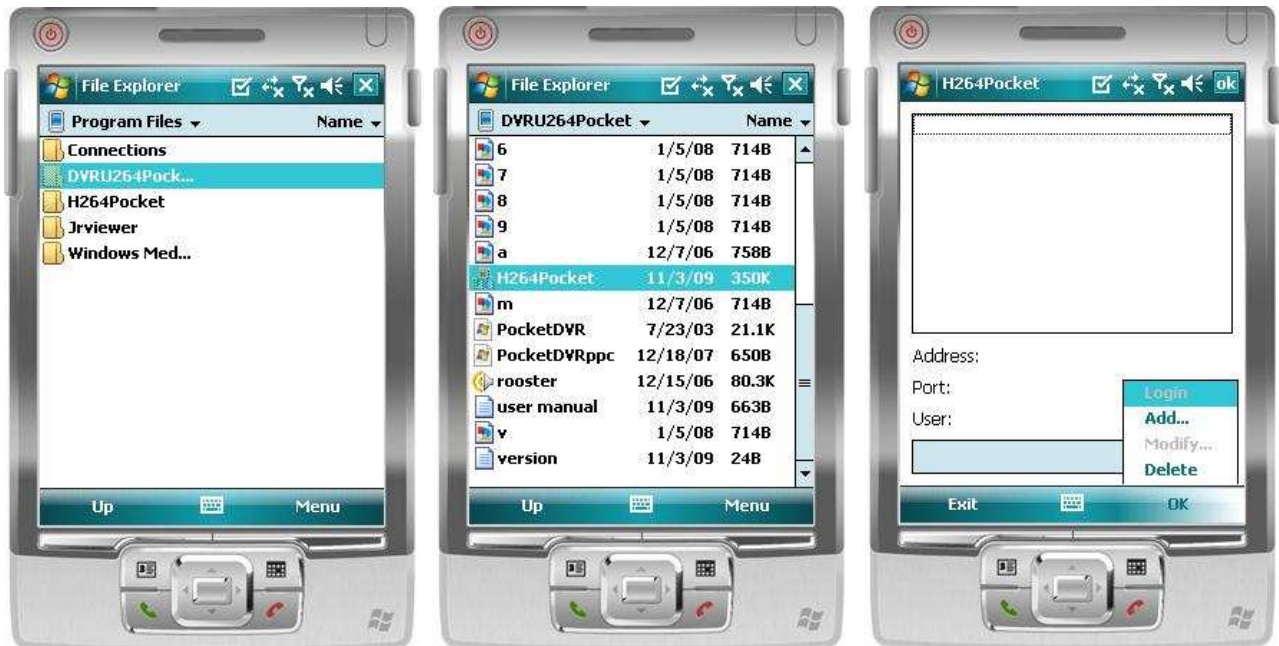 File Explorer
Program Files
Name
Connections
DVRU264Pock...
H264Pocket
Jrviewer
Windows Med...
Up
Menu
File Explorer
DVRU264Pocket
Name
6 1/5/08 714B
7 1/5/08 714B
8 1/5/08 714B
9 1/5/08 714B
a 12/7/06 758B
H264Pocket 11/3/09 350K
m 12/7/06 714B
PocketDVR 7/23/03 21.1K
PocketDVRppc 12/18/07 650B
rooster 12/15/06 80.3K
user manual 11/3/09 663B
v 1/5/08 714B
version 11/3/09 24B
Up
Menu
H264Pocket
ok
Address:
Port:
User:
Login
Add...
Modify...
Delete
Exit
OK